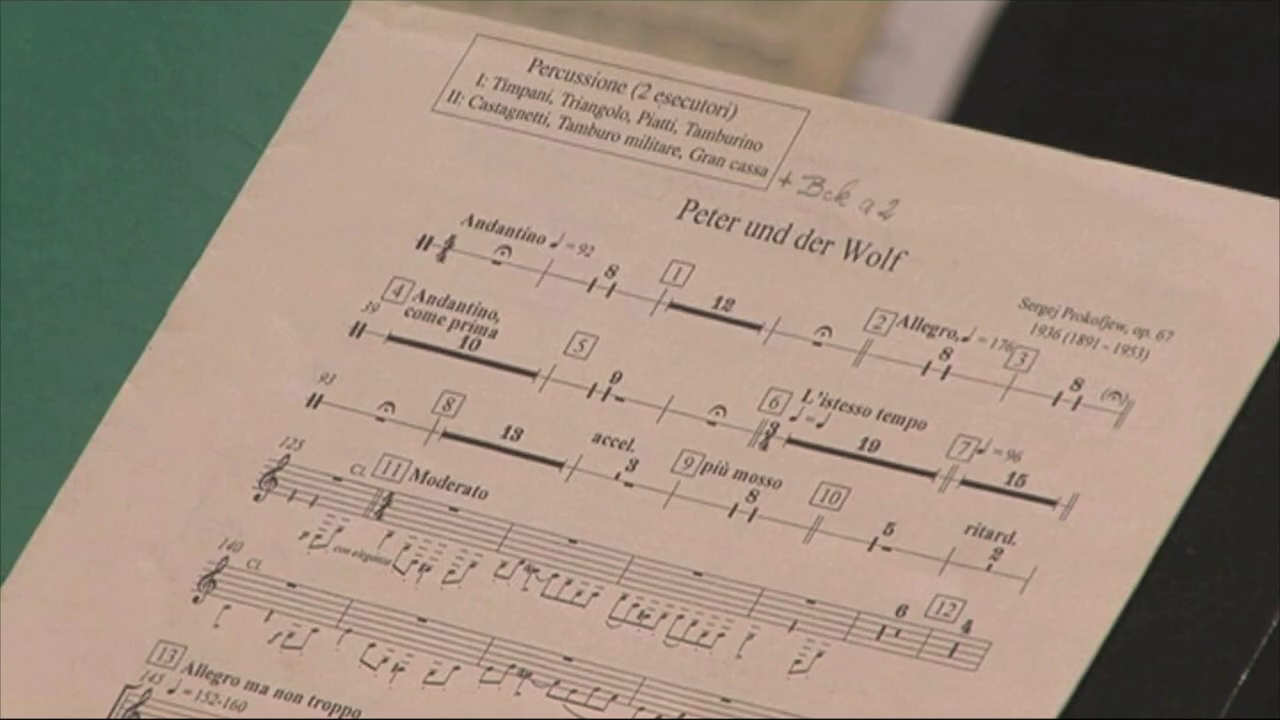 Percussione (2 esecutori)
I: Timpani, Triangolo, Piatti, Tamburino
II: Castagnetti, Tamburo militare, Gran cassa
+ Bck a2
Peter und der Wolf
Sergej Prokofjew, op. 67
1936 (1891 - 1953)
Andantino ♩ = 92
8
1
12
2 Allegro, ♩ = 176
8
3
8
39
4 Andantino,
come prima
10
5
9
6 L'istesso tempo
3/4
19
7 ♩ = 96
15
93
8
13
accel.
3
9 più mosso
8
10
5
ritard.
2
125
Cl.
11 Moderato
4/4
p
con eleganza
6
12
4
140
Cl.
13 Allegro ma non troppo
145 ♩ = 152-160